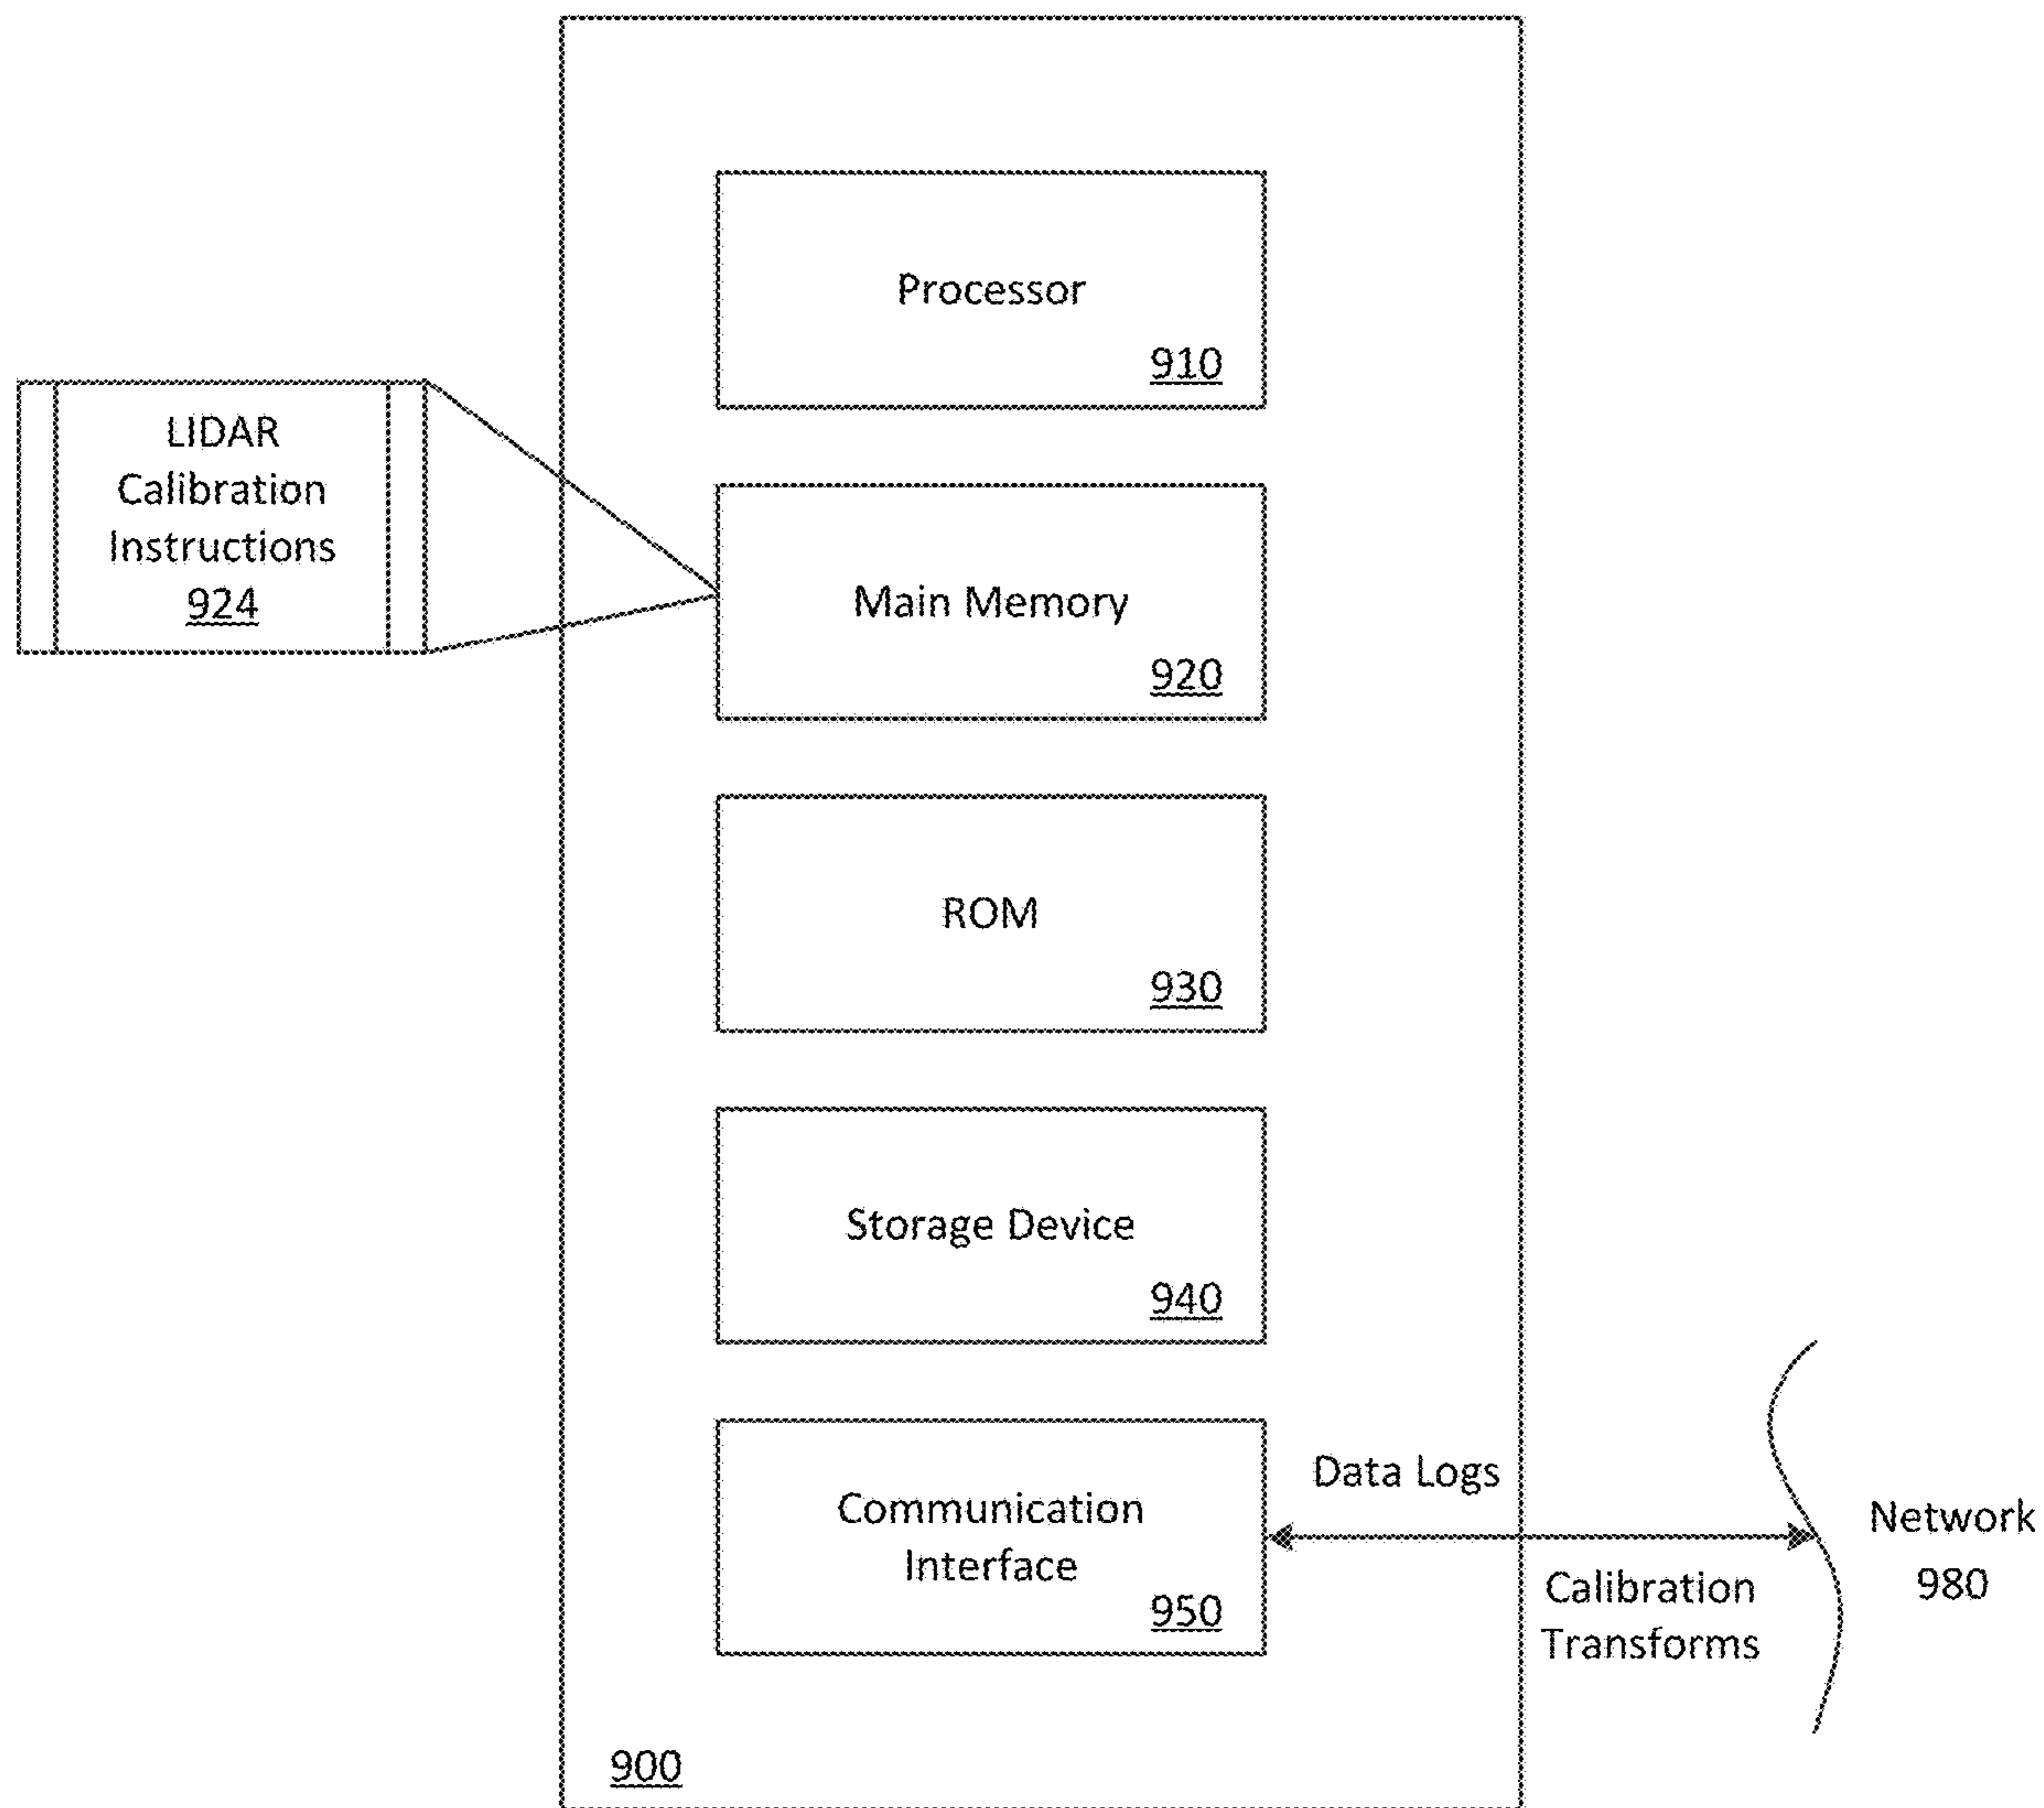 Processor
910
LIDAR
Calibration
Instructions
924
Main Memory
920
ROM
930
Storage Device
940
Communication
Interface
950
Data Logs
Calibration
Transforms
Network
980
900